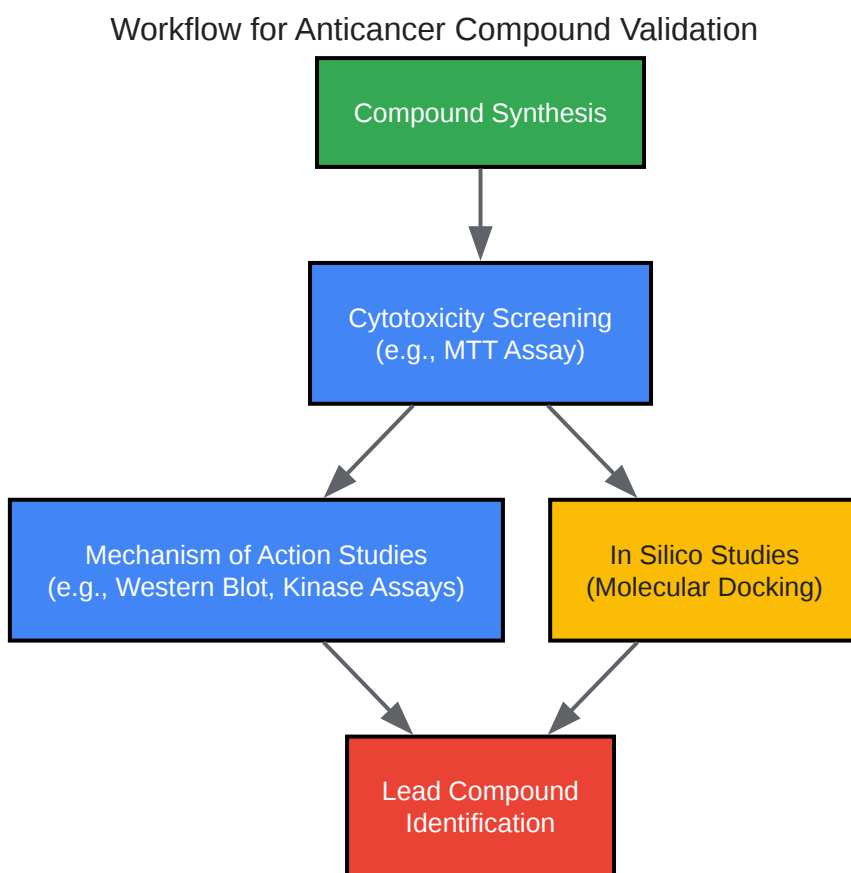 Workflow for Anticancer Compound Validation
Compound Synthesis
Cytotoxicity Screening
(e.g., MTT Assay)
Mechanism of Action Studies
(e.g., Western Blot, Kinase Assays)
In Silico Studies
(Molecular Docking)
Lead Compound
Identification